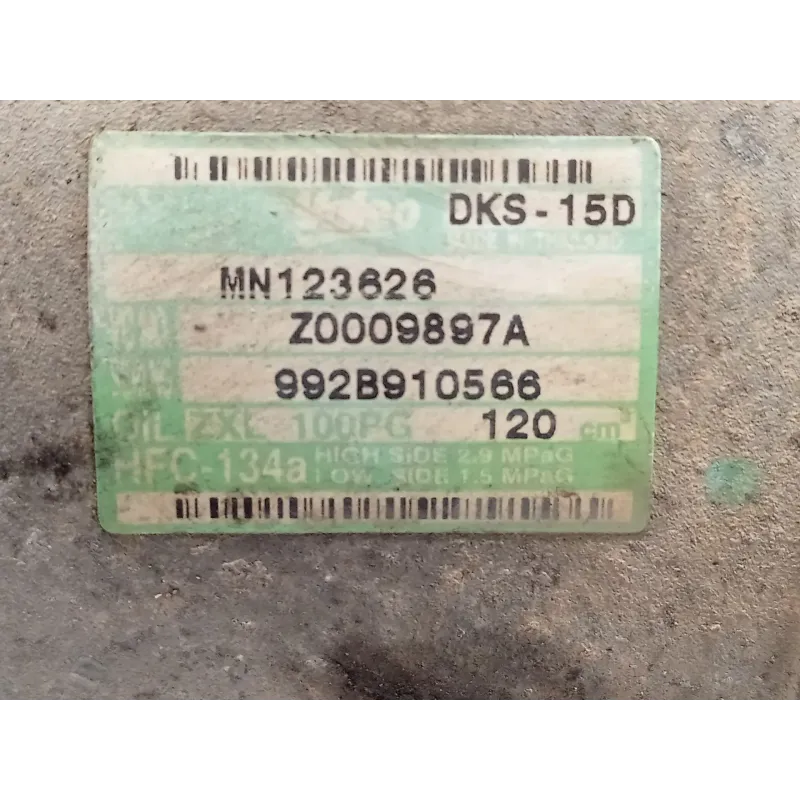 Valeo DKS-15D
MN123626
Z0009897A
992B910566
OIL ZXL 100PG 120 cm³
HFC-134a HIGH SIDE 2.9 MPaG
LOW SIDE 1.5 MPaG